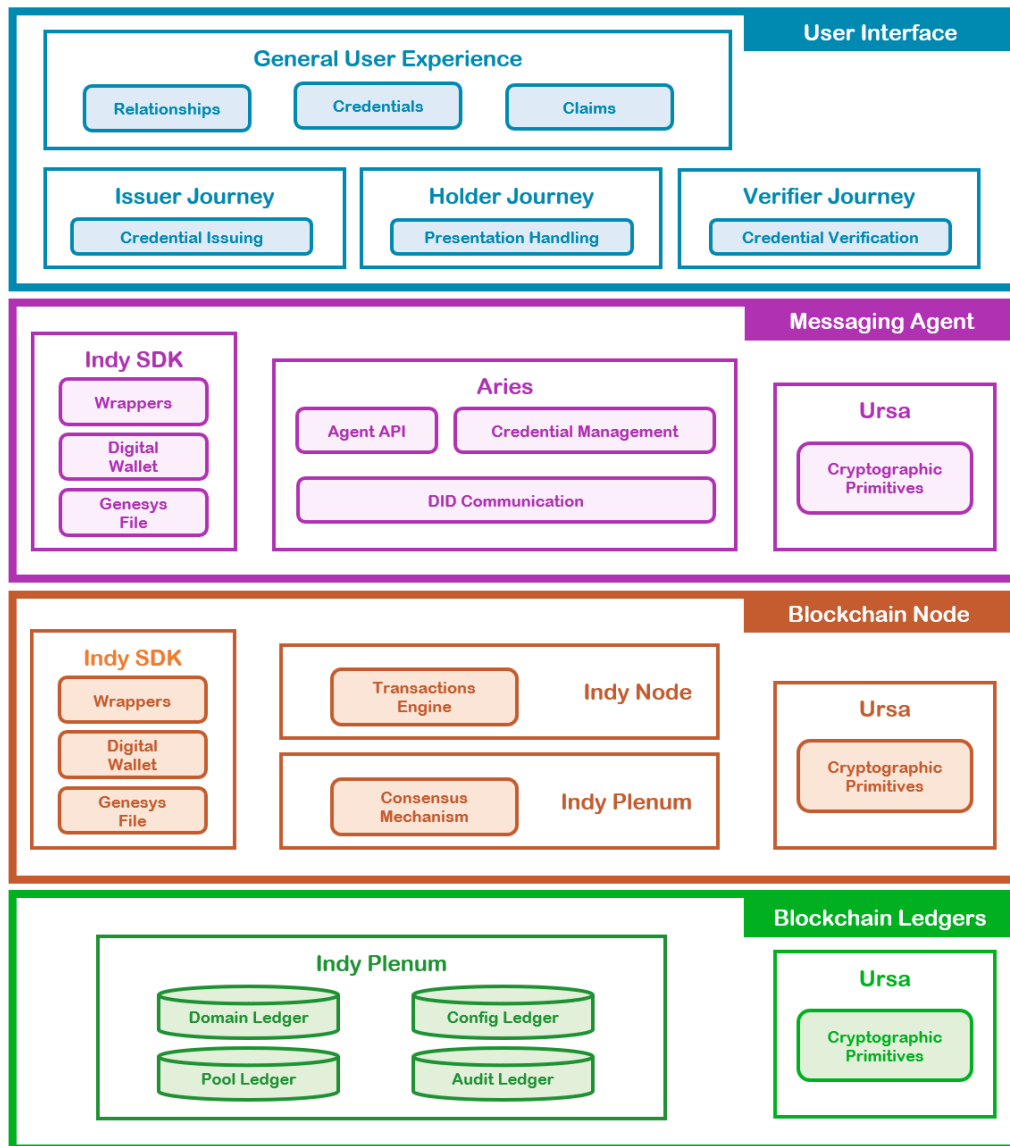 User Interface
General User Experience
Relationships
Credentials
Claims
Issuer Journey
Credential Issuing
Holder Journey
Presentation Handling
Verifier Journey
Credential Verification
Messaging Agent
Indy SDK
Wrappers
Digital
Wallet
Genesys
File
Aries
Agent API
Credential Management
DID Communication
Ursa
Cryptographic
Primitives
Blockchain Node
Indy SDK
Wrappers
Digital
Wallet
Genesys
File
Transactions
Engine
Indy Node
Consensus
Mechanism
Indy Plenum
Ursa
Cryptographic
Primitives
Blockchain Ledgers
Indy Plenum
Domain Ledger
Config Ledger
Pool Ledger
Audit Ledger
Ursa
Cryptographic
Primitives